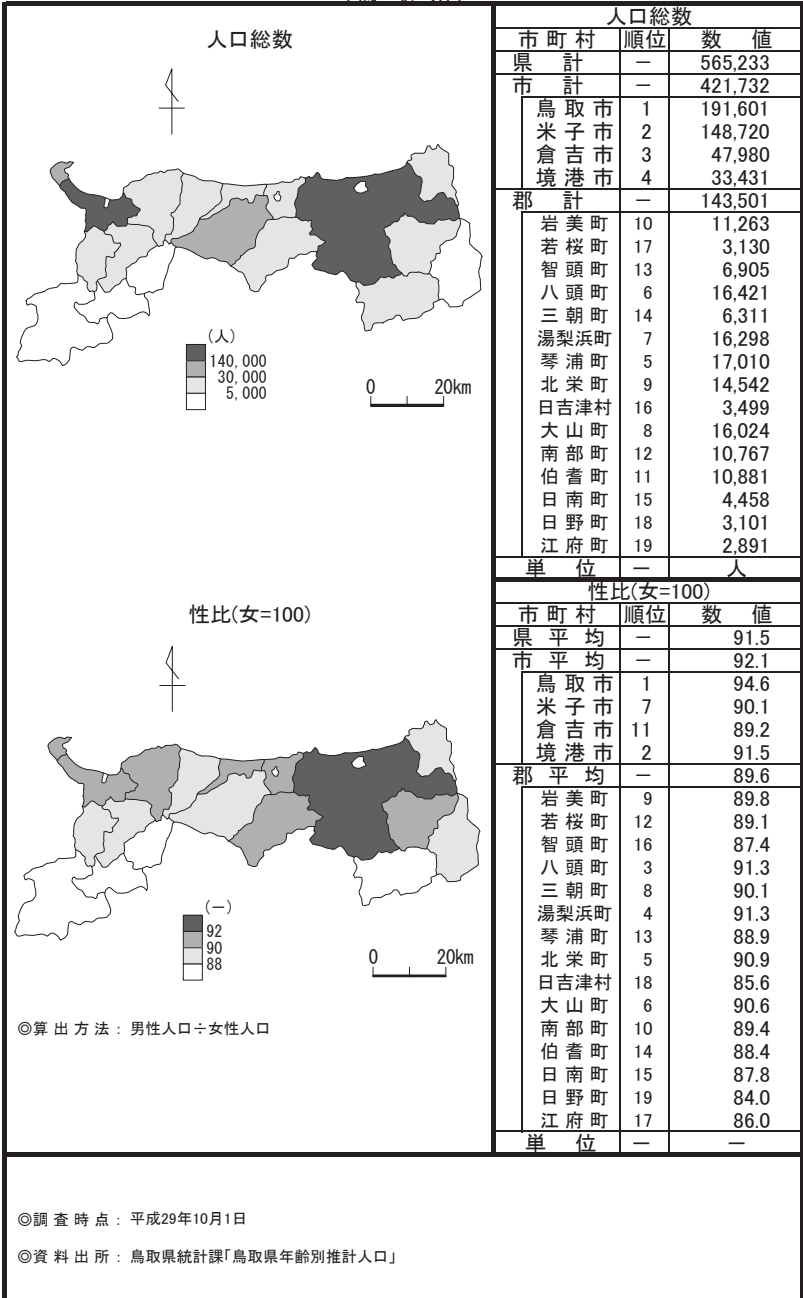 人口総数
(人)
140,000
30,000
5,000
0 20km
人口総数
市町村 順位 数 値
県 計 － 565,233
市 計 － 421,732
鳥取市 1 191,601
米子市 2 148,720
倉吉市 3 47,980
境港市 4 33,431
郡 計 － 143,501
岩美町 10 11,263
若桜町 17 3,130
智頭町 13 6,905
八頭町 6 16,421
三朝町 14 6,311
湯梨浜町 7 16,298
琴浦町 5 17,010
北栄町 9 14,542
日吉津村 16 3,499
大山町 8 16,024
南部町 12 10,767
伯耆町 11 10,881
日南町 15 4,458
日野町 18 3,101
江府町 19 2,891
単 位 － 人
性比(女=100)
(－)
92
90
88
0 20km
◎算出方法：男性人口÷女性人口
性比(女=100)
市町村 順位 数 値
県平均 － 91.5
市平均 － 92.1
鳥取市 1 94.6
米子市 7 90.1
倉吉市 11 89.2
境港市 2 91.5
郡平均 － 89.6
岩美町 9 89.8
若桜町 12 89.1
智頭町 16 87.4
八頭町 3 91.3
三朝町 8 90.1
湯梨浜町 4 91.3
琴浦町 13 88.9
北栄町 5 90.9
日吉津村 18 85.6
大山町 6 90.6
南部町 10 89.4
伯耆町 14 88.4
日南町 15 87.8
日野町 19 84.0
江府町 17 86.0
単 位 － －
◎調査時点：平成29年10月1日
◎資料出所：鳥取県統計課「鳥取県年齢別推計人口」